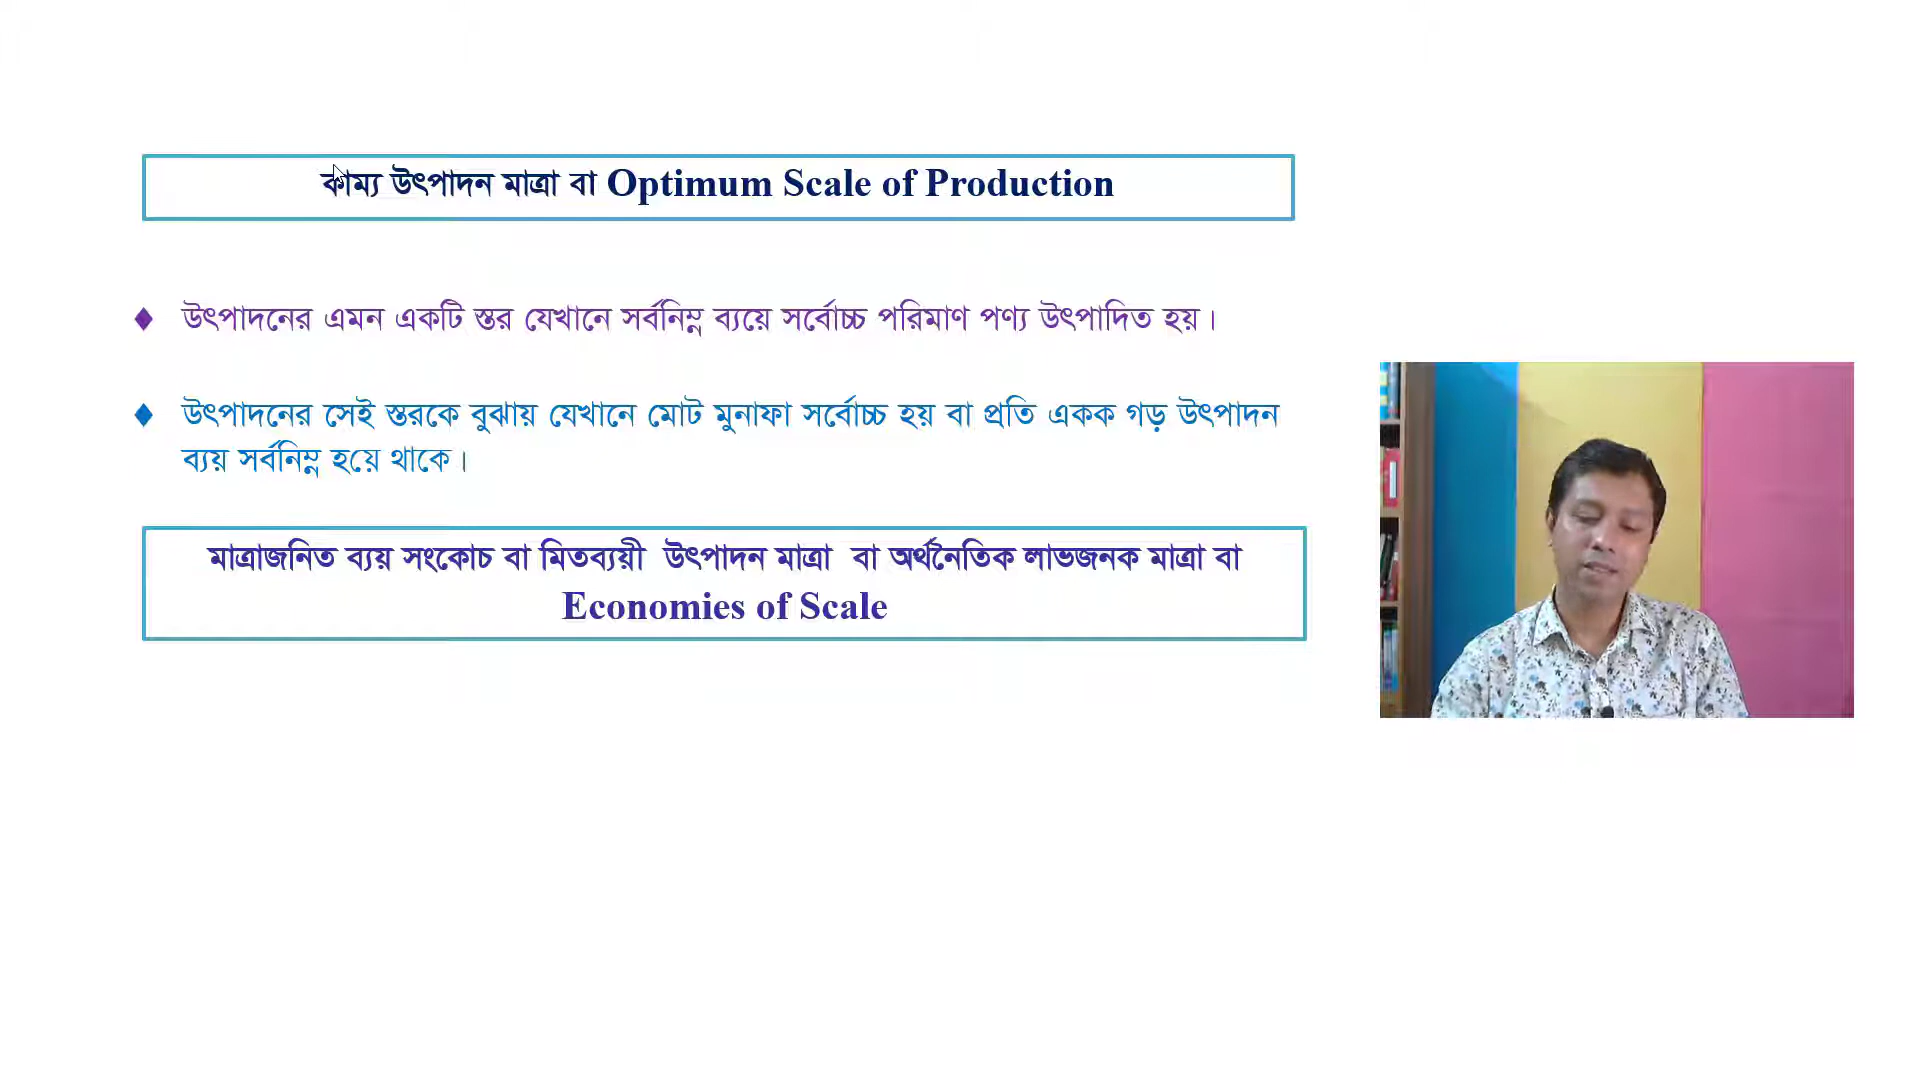 কাম্য উৎপাদন মাত্রা বা Optimum Scale of Production
উৎপাদনের এমন একটি স্তর যেখানে সর্বনিম্ন ব্যয়ে সর্বোচ্চ পরিমাণ পণ্য উৎপাদিত হয়।
উৎপাদনের সেই স্তরকে বুঝায় যেখানে মোট মুনাফা সর্বোচ্চ হয় বা প্রতি একক গড় উৎপাদন
ব্যয় সর্বনিম্ন হয়ে থাকে।
মাত্রাজনিত ব্যয় সংকোচ বা মিতব্যয়ী উৎপাদন মাত্রা বা অর্থনৈতিক লাভজনক মাত্রা বা
Economies of Scale